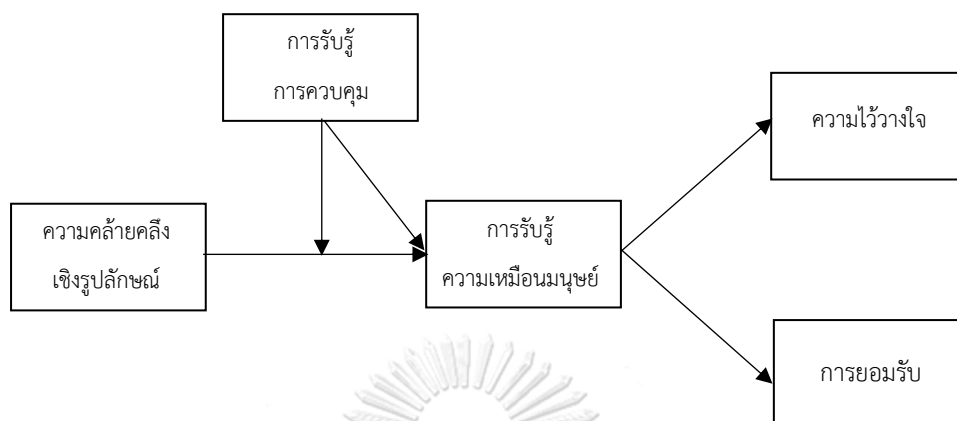 การรับรู้
การควบคุม
ความไว้วางใจ
ความคล้ายคลึง
เชิงรูปลักษณ์
การรับรู้
ความเหมือนมนุษย์
การยอมรับ